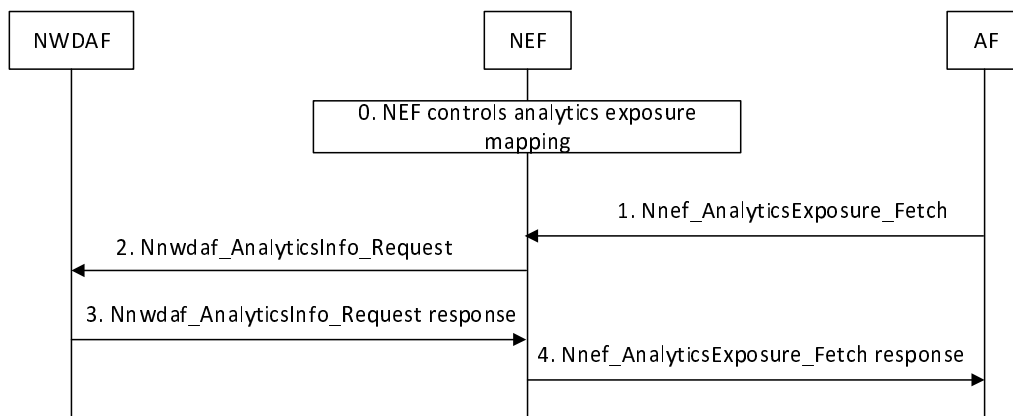 NWDAF
NEF
AF
0. NEF controls analytics exposure
mapping
1. Nnef_AnalyticsExposure_Fetch
2. Nnwdaf_AnalyticsInfo_Request
3. Nnwdaf_AnalyticsInfo_Request response
4. Nnef_AnalyticsExposure_Fetch response